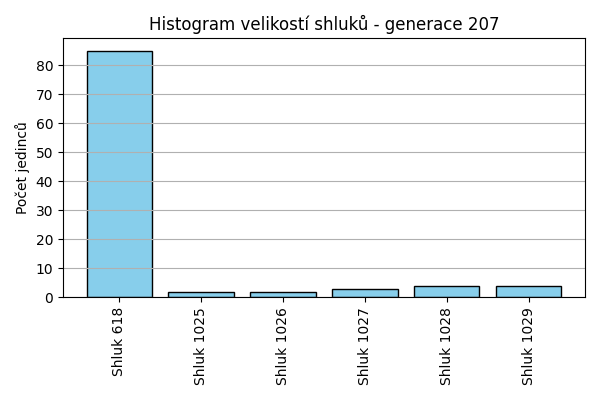 Histogram velikostí shluků - generace 207
Počet jedinců
80
70
60
50
40
30
20
10
0
Shluk 618
Shluk 1025
Shluk 1026
Shluk 1027
Shluk 1028
Shluk 1029